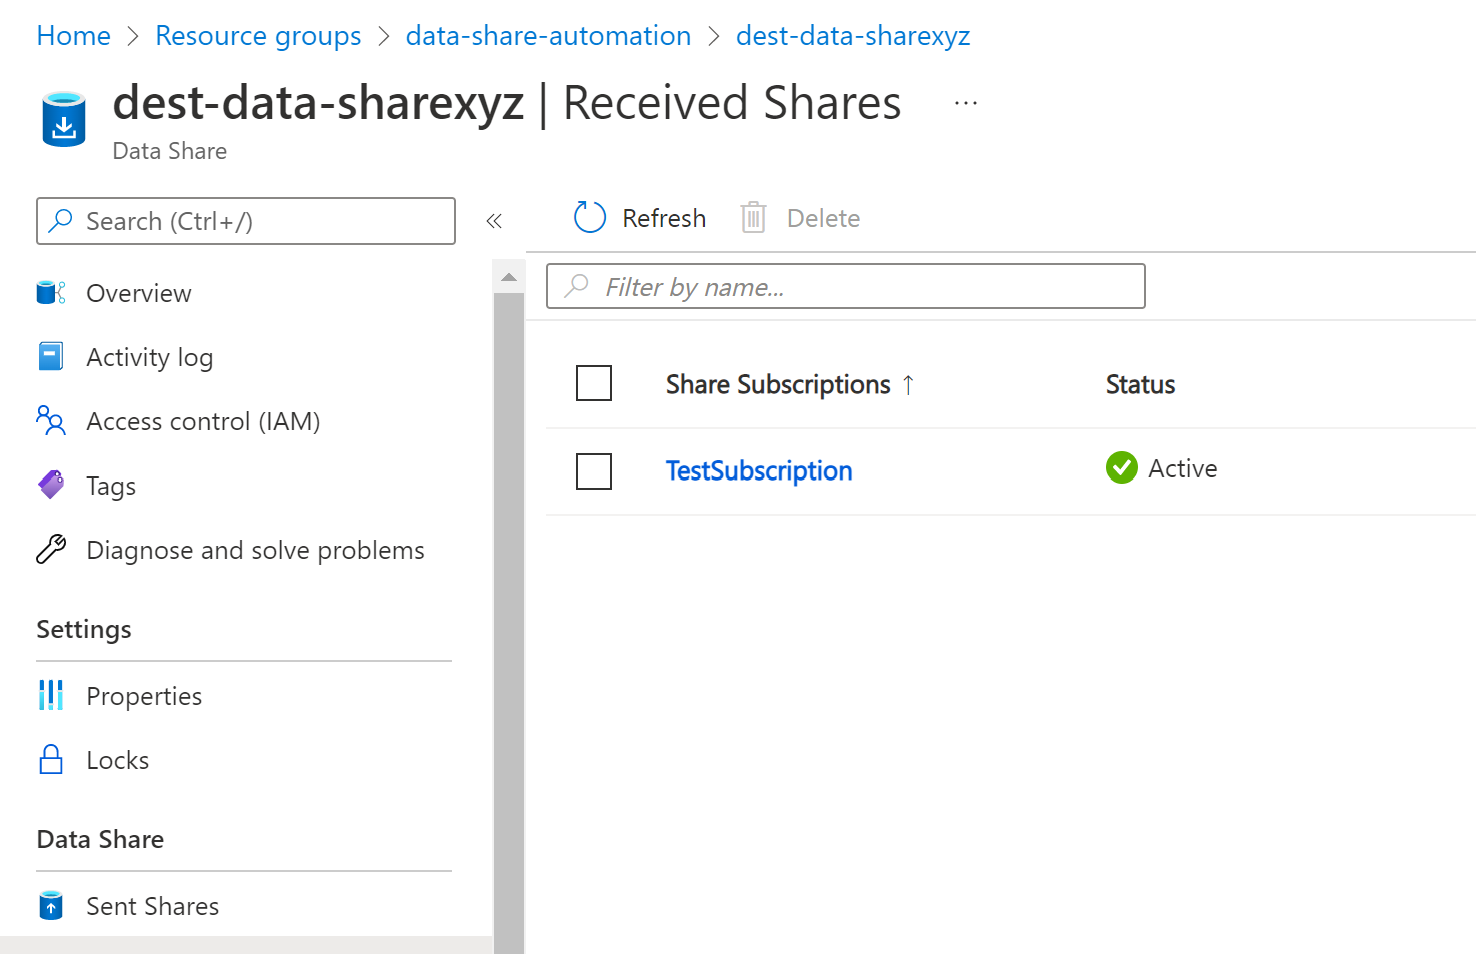 Home > Resource groups > data-share-automation > dest-data-sharexyz
dest-data-sharexyz | Received Shares ...
Data Share
Search (Ctrl+/)
«
Overview
Activity log
Access control (IAM)
Tags
Diagnose and solve problems
Settings
Properties
Locks
Data Share
Sent Shares
Refresh Delete
Filter by name...
Share Subscriptions ↑ Status
TestSubscription Active